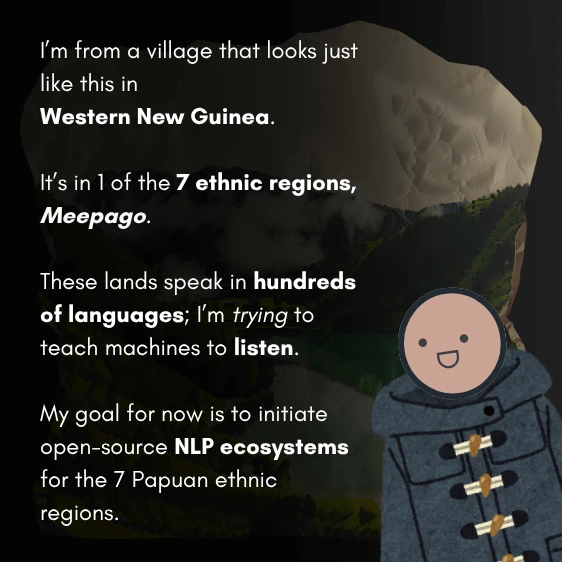 I'm from a village that looks just
like this in
Western New Guinea.
It's in 1 of the 7 ethnic regions,
Meepago.
These lands speak in hundreds
of languages; I'm trying to
teach machines to listen.
My goal for now is to initiate
open-source NLP ecosystems
for the 7 Papuan ethnic
regions.